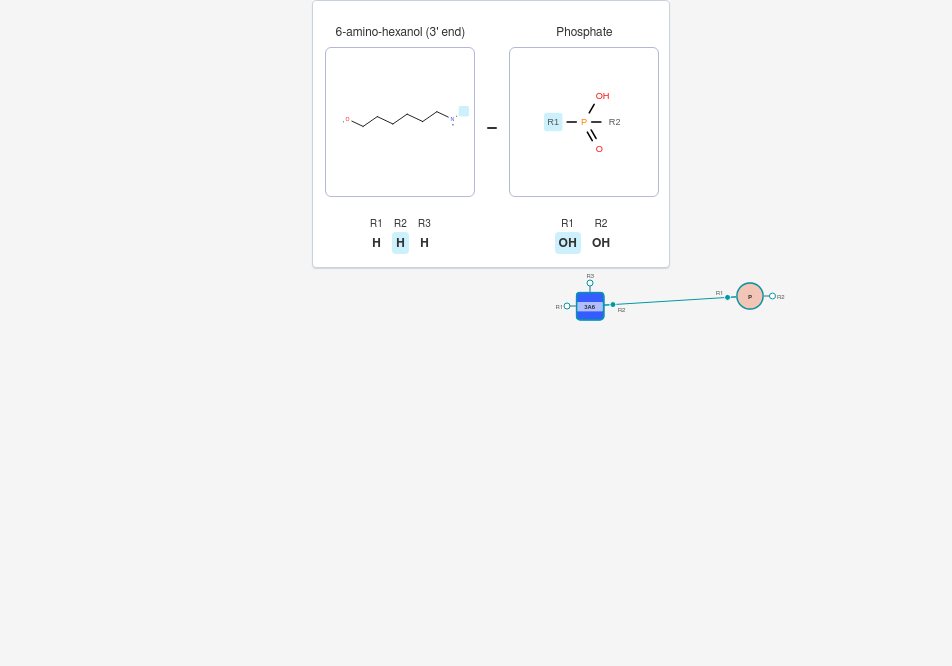 6-amino-hexanol (3' end)
Phosphate
O
N
OH
R1
P
R2
O
R1 R2 R3
H H H
R1 R2
OH OH
R3
R1
3A6
R2
R1
P
R2